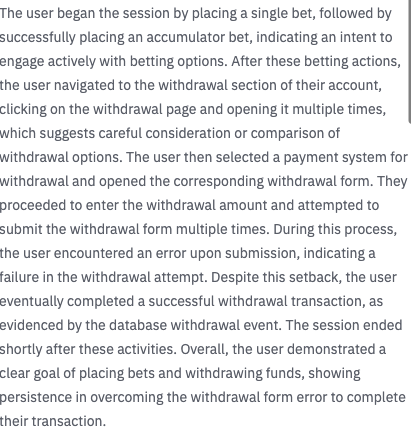 The user began the session by placing a single bet, followed by
successfully placing an accumulator bet, indicating an intent to
engage actively with betting options. After these betting actions,
the user navigated to the withdrawal section of their account,
clicking on the withdrawal page and opening it multiple times,
which suggests careful consideration or comparison of
withdrawal options. The user then selected a payment system for
withdrawal and opened the corresponding withdrawal form. They
proceeded to enter the withdrawal amount and attempted to
submit the withdrawal form multiple times. During this process,
the user encountered an error upon submission, indicating a
failure in the withdrawal attempt. Despite this setback, the user
eventually completed a successful withdrawal transaction, as
evidenced by the database withdrawal event. The session ended
shortly after these activities. Overall, the user demonstrated a
clear goal of placing bets and withdrawing funds, showing
persistence in overcoming the withdrawal form error to complete
their transaction.